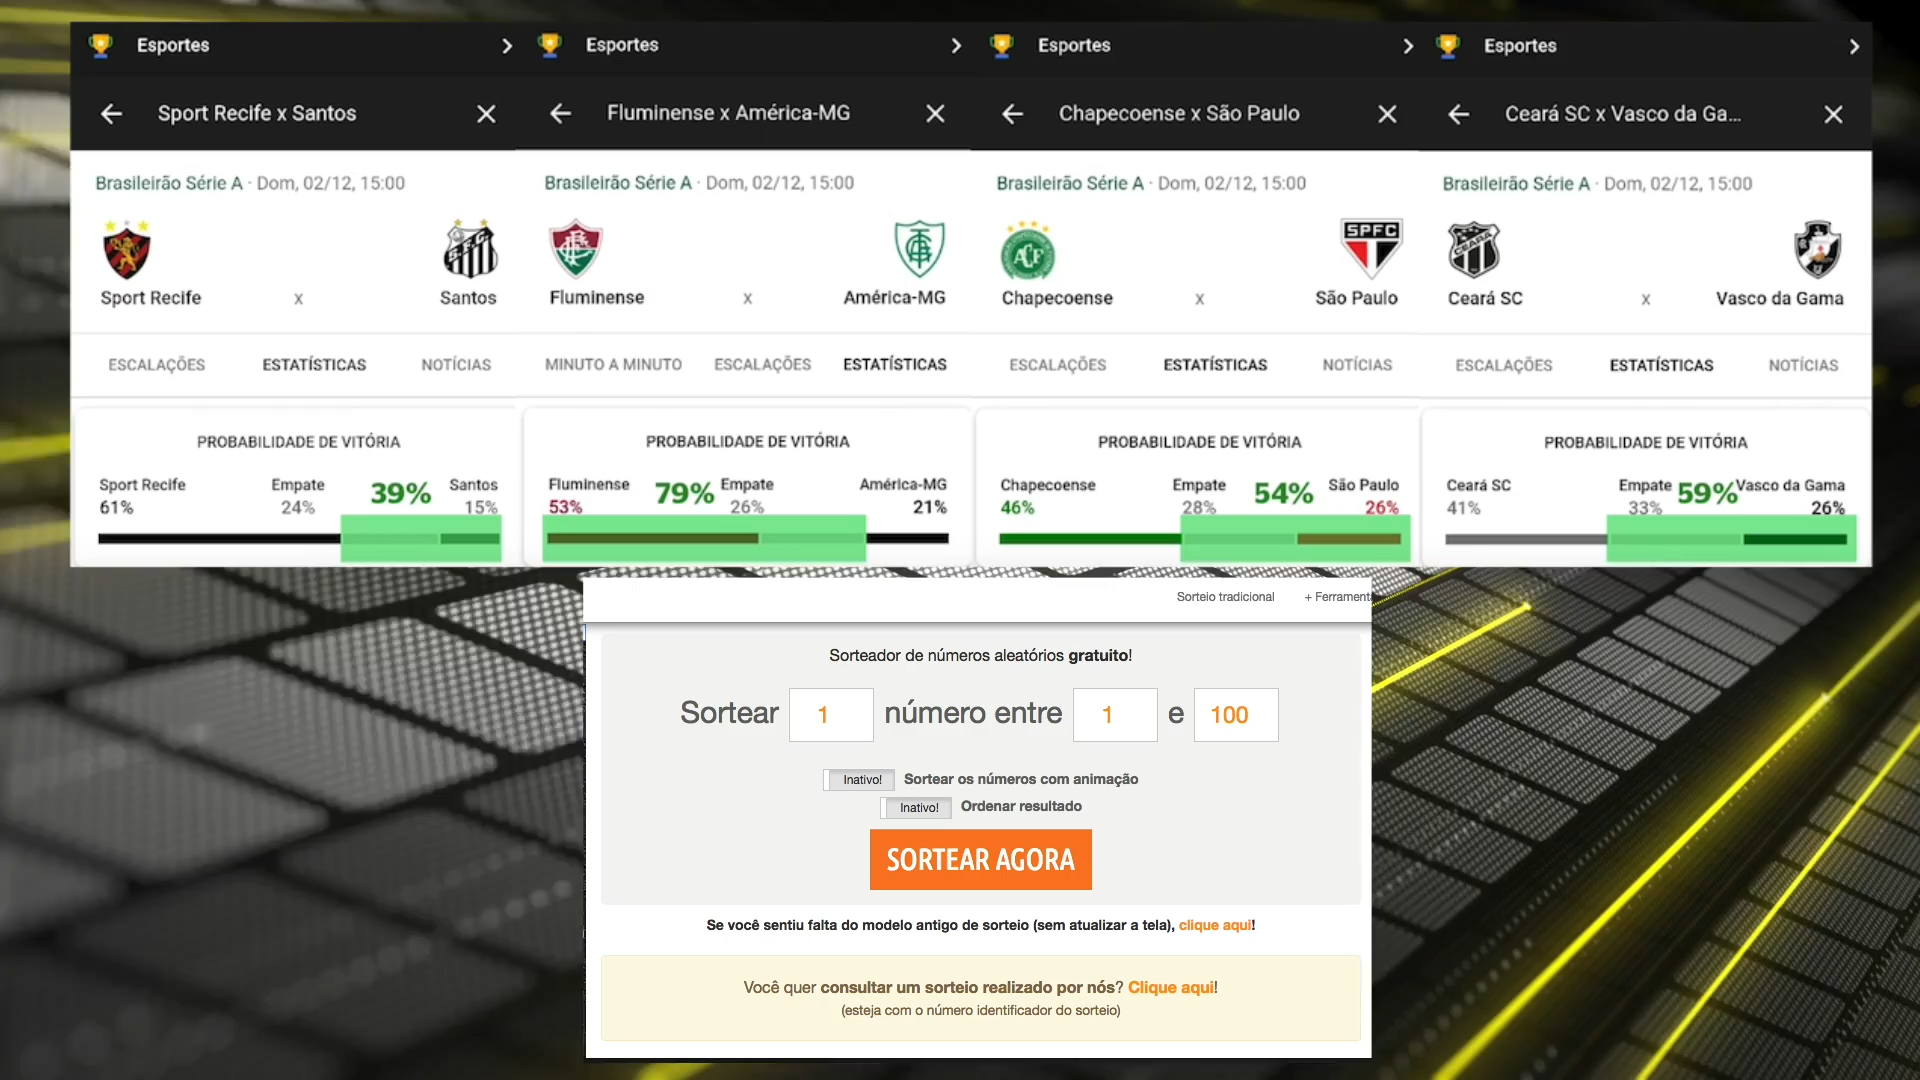 Esportes
Sport Recife x Santos
Brasileirão Série A · Dom, 02/12, 15:00
Sport Recife x Santos
ESCALAÇÕES ESTATÍSTICAS NOTÍCIAS
PROBABILIDADE DE VITÓRIA
Sport Recife Empate 39% Santos
61% 24% 15%
Esportes
Fluminense x América-MG
Brasileirão Série A · Dom, 02/12, 15:00
Fluminense x América-MG
MINUTO A MINUTO ESCALAÇÕES ESTATÍSTICAS
PROBABILIDADE DE VITÓRIA
Fluminense 79% Empate América-MG
53% 26% 21%
Esportes
Chapecoense x São Paulo
Brasileirão Série A · Dom, 02/12, 15:00
SPFC
Chapecoense x São Paulo
ESCALAÇÕES ESTATÍSTICAS NOTÍCIAS
PROBABILIDADE DE VITÓRIA
Chapecoense Empate 54% São Paulo
46% 28% 26%
Esportes
Ceará SC x Vasco da Ga...
Brasileirão Série A · Dom, 02/12, 15:00
CEARÁ
Ceará SC x Vasco da Gama
ESCALAÇÕES ESTATÍSTICAS NOTÍCIAS
PROBABILIDADE DE VITÓRIA
Ceará SC Empate 59% Vasco da Gama
41% 33% 26%
Sorteio tradicional + Ferramenta
Sorteador de números aleatórios gratuito!
Sortear 1 número entre 1 e 100
Inativo! Sortear os números com animação
Inativo! Ordenar resultado
SORTEAR AGORA
Se você sentiu falta do modelo antigo de sorteio (sem atualizar a tela), clique aqui!
Você quer consultar um sorteio realizado por nós? Clique aqui!
(esteja com o número identificador do sorteio)